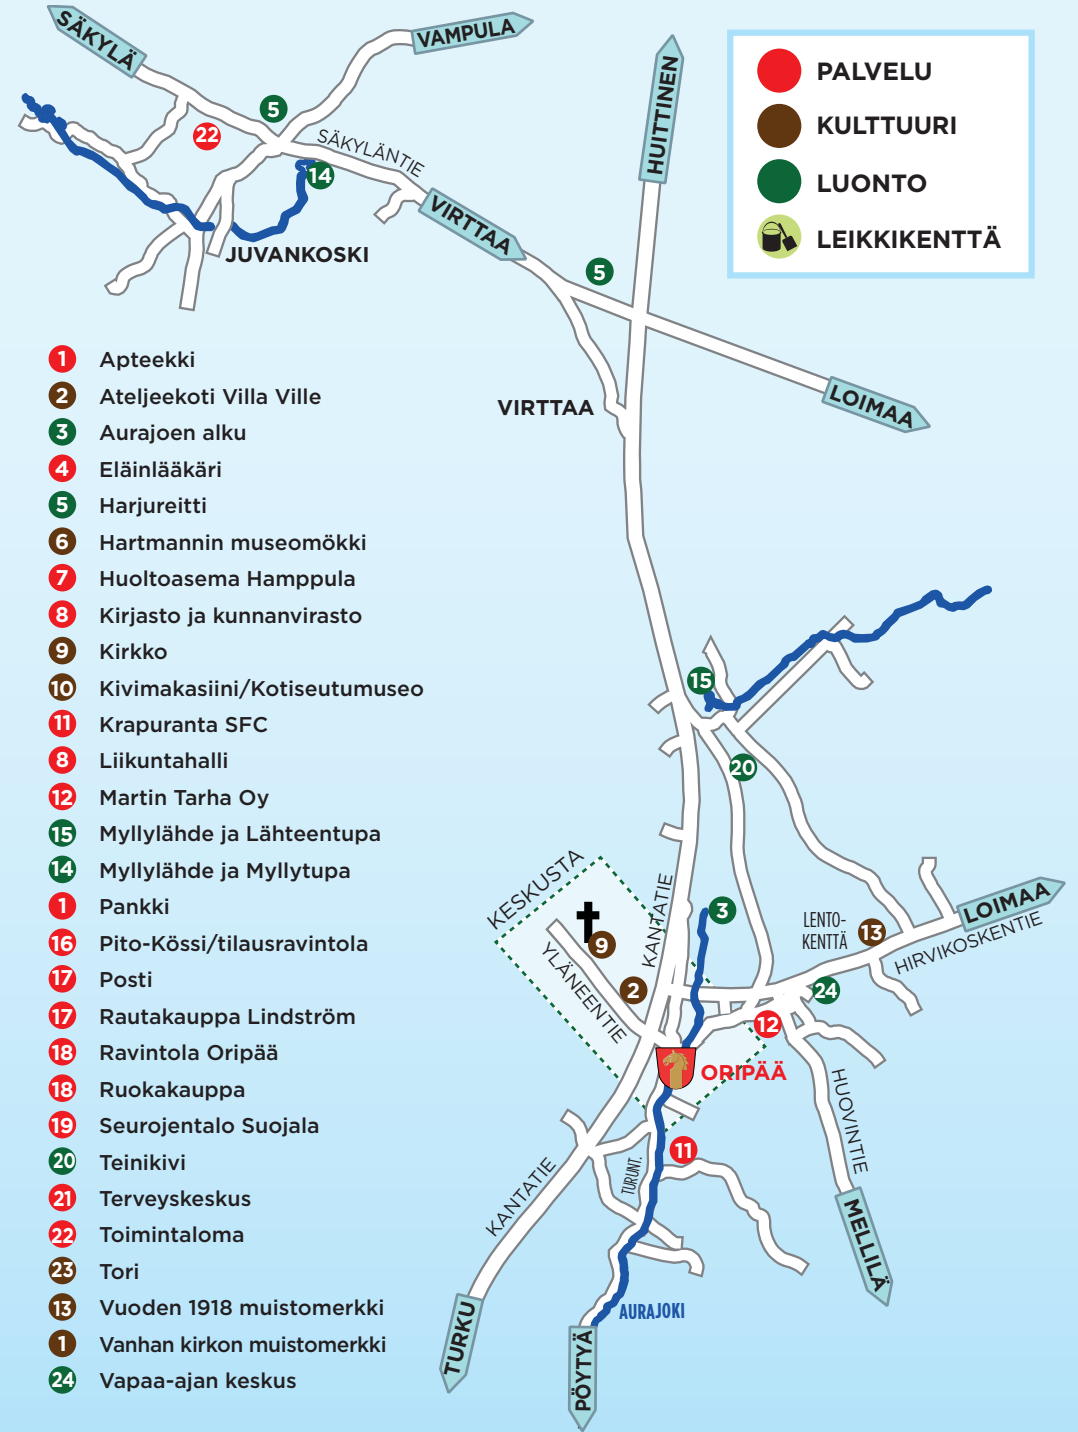 SÄKYLÄ
VAMPULA
HUITTINEN
PALVELU
KULTTUURI
LUONTO
LEIKKIKENTTÄ
5
22
SÄKYLÄNTIE
14
VIRTTAA
JUVANKOSKI
5
LOIMAA
VIRTTAA
1 Apteekki
2 Ateljeekoti Villa Ville
3 Aurajoen alku
4 Eläinlääkäri
5 Harjureitti
6 Hartmannin museomökki
7 Huoltoasema Hamppula
8 Kirjasto ja kunnanvirasto
9 Kirkko
10 Kivimakasiini/Kotiseutumuseo
11 Krapuranta SFC
8 Liikuntahalli
12 Martin Tarha Oy
15 Myllylähde ja Lähteentupa
14 Myllylähde ja Myllytupa
1 Pankki
16 Pito-Kössi/tilausravintola
17 Posti
17 Rautakauppa Lindström
18 Ravintola Oripää
18 Ruokakauppa
19 Seurojentalo Suojala
20 Teinikivi
21 Terveyskeskus
22 Toimintaloma
23 Tori
13 Vuoden 1918 muistomerkki
1 Vanhan kirkon muistomerkki
24 Vapaa-ajan keskus
15
20
KESKUSTA
KANTATIE
3
9
YLÄNEENTIE
2
LENTO-
KENTTÄ
13
LOIMAA
HIRVIKOSKENTIE
24
12
ORIPÄÄ
HUOVINTIE
11
TURUNT.
KANTATIE
MELLILÄ
AURAJOKI
TURKU
PÖYTYÄ